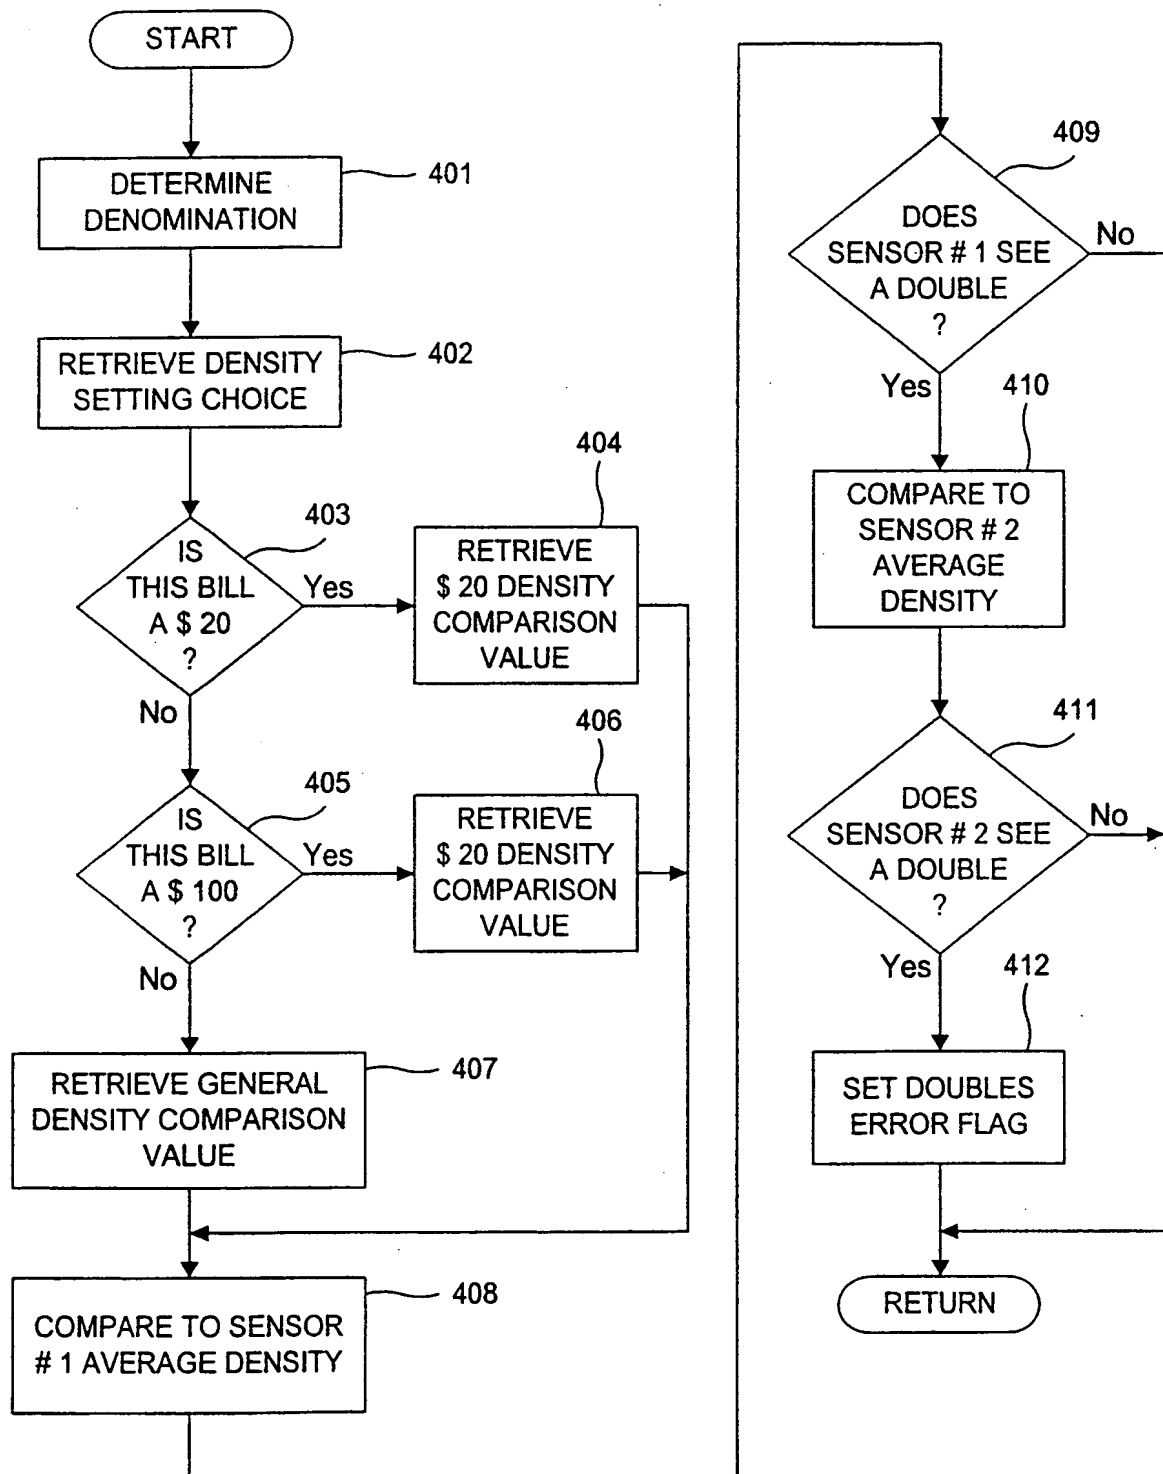 START
DETERMINE
DENOMINATION
401
RETRIEVE DENSITY
SETTING CHOICE
402
IS
THIS BILL
A $ 20
?
403
Yes
No
RETRIEVE
$ 20 DENSITY
COMPARISON
VALUE
404
IS
THIS BILL
A $ 100
?
405
Yes
No
RETRIEVE
$ 20 DENSITY
COMPARISON
VALUE
406
RETRIEVE GENERAL
DENSITY COMPARISON
VALUE
407
COMPARE TO SENSOR
# 1 AVERAGE DENSITY
408
DOES
SENSOR # 1 SEE
A DOUBLE
?
409
No
Yes
COMPARE TO
SENSOR # 2
AVERAGE
DENSITY
410
DOES
SENSOR # 2 SEE
A DOUBLE
?
411
No
Yes
SET DOUBLES
ERROR FLAG
412
RETURN